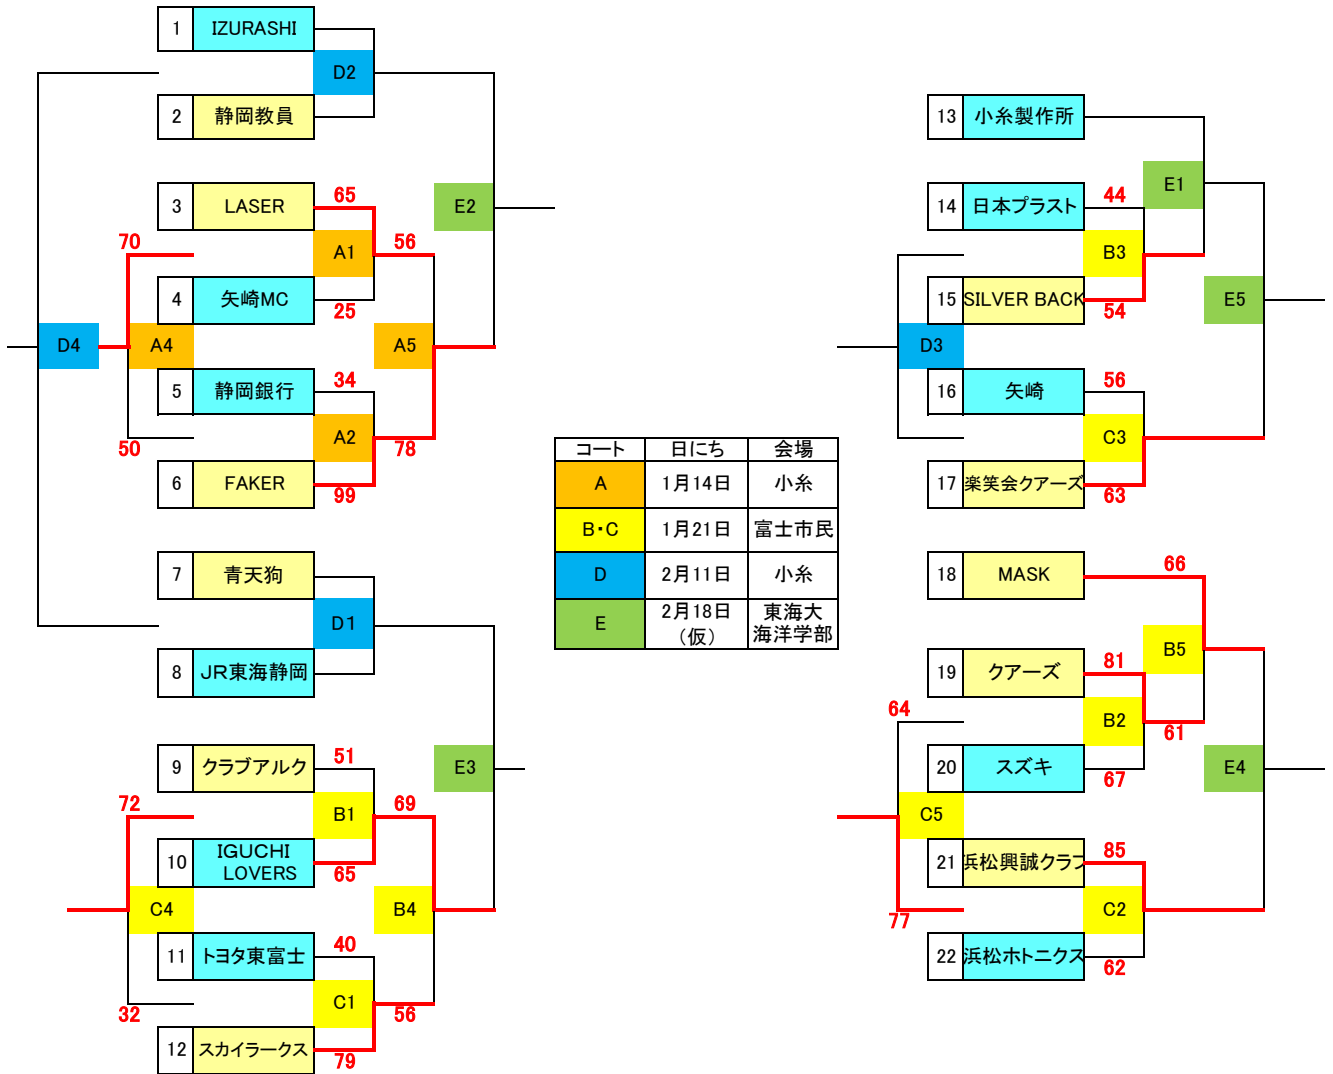 1 IZURASHI
D2
2 静岡教員
3 LASER
65
E2
70
A1
56
4 矢崎MC
25
D4
A4
A5
5 静岡銀行
34
50
A2
78
6 FAKER
99
7 青天狗
D1
8 JR東海静岡
9 クラブアルク
51
E3
72
B1
69
10 IGUCHI
LOVERS
65
C4
B4
11 トヨタ東富士
40
32
C1
56
12 スカイラークス
79
コート 日にち 会場
A 1月14日 小糸
B・C 1月21日 富士市民
D 2月11日 小糸
E 2月18日
(仮)
東海大
海洋学部
13 小糸製作所
E1
14 日本プラスト
44
B3
15 SILVER BACK
54
E5
D3
16 矢崎
56
C3
17 楽笑会クアーズ
63
18 MASK
66
B5
19 クアーズ
81
64
B2
61
20 スズキ
67
E4
C5
21 浜松興誠クラブ
85
77
C2
22 浜松ホトニクス
62